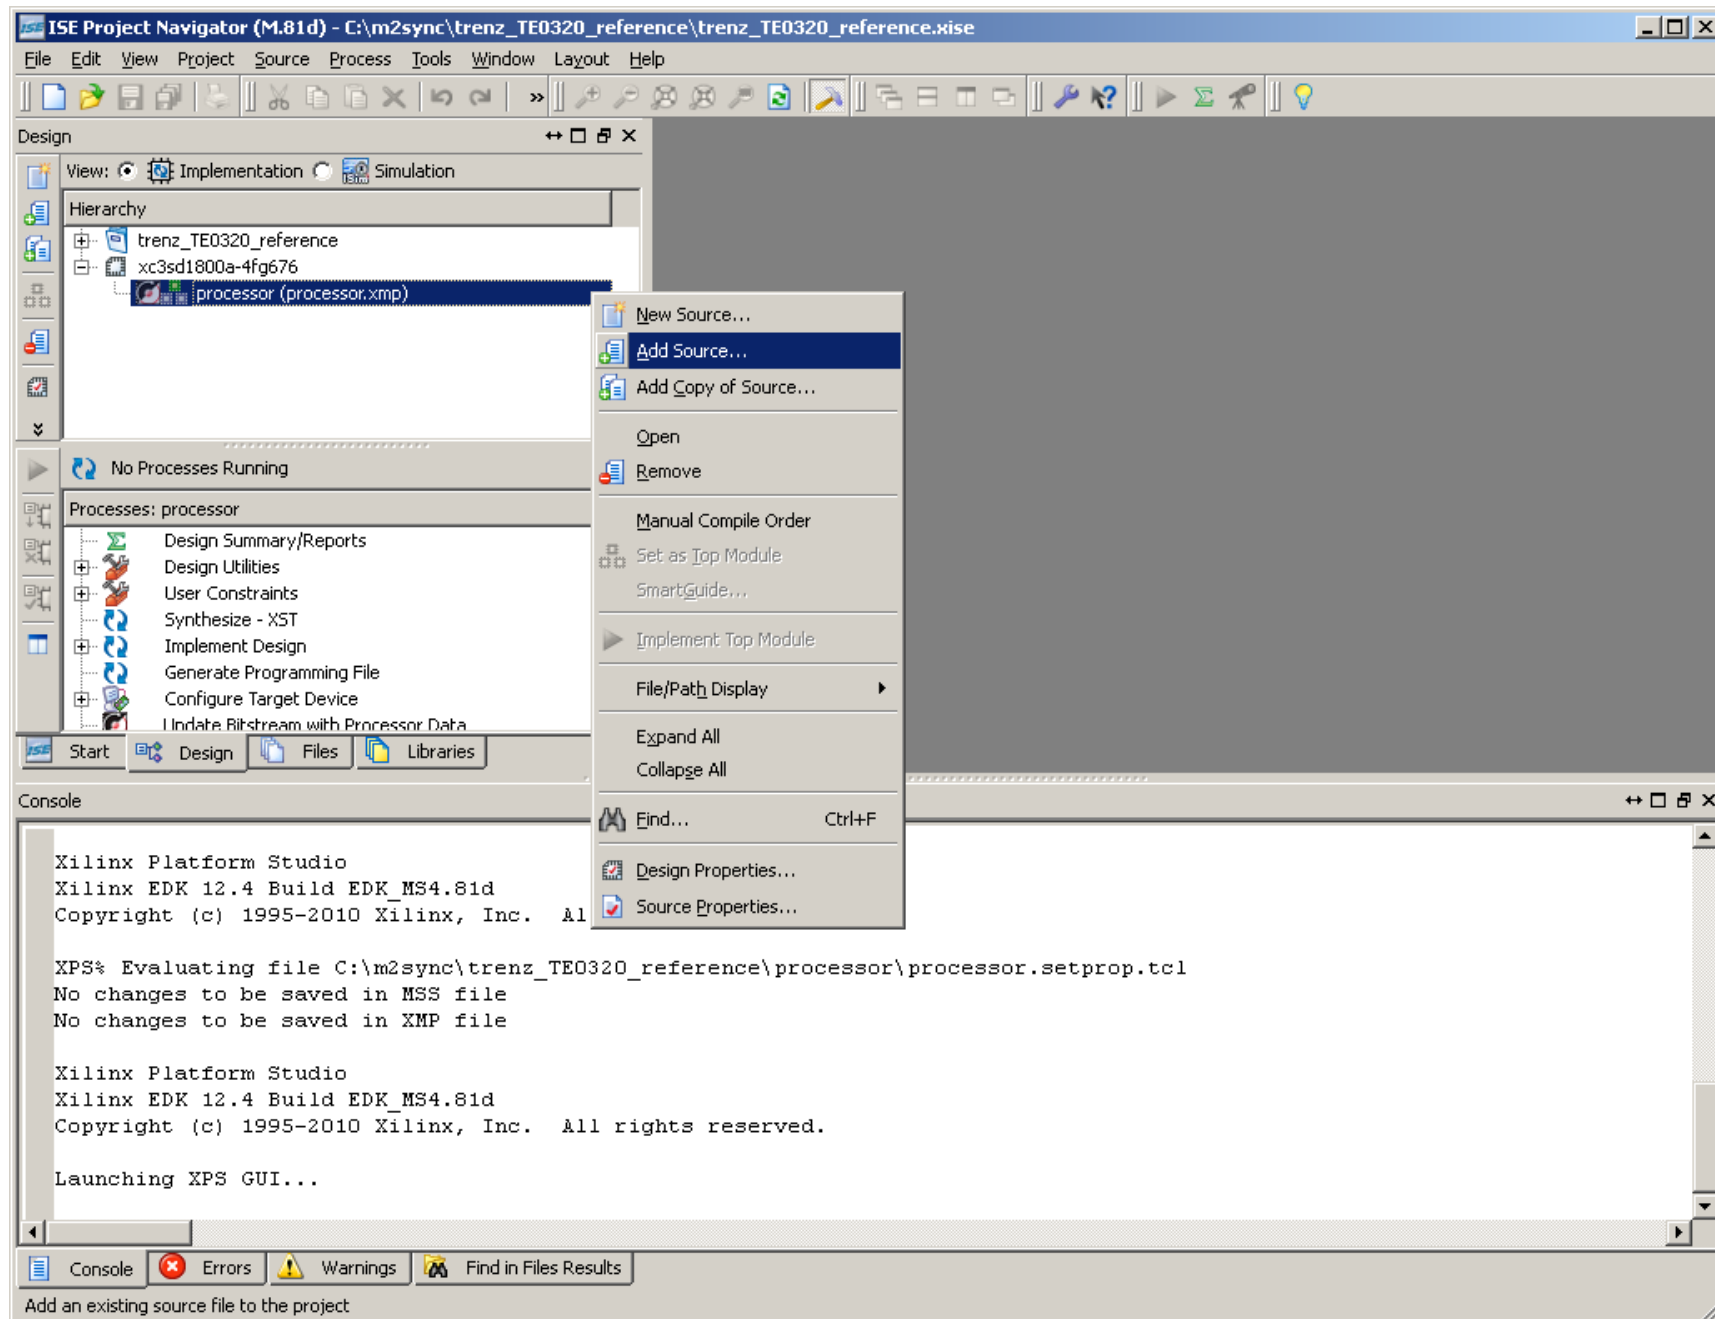 ISE Project Navigator (M.81d) - C:\m2sync\trenz_TE0320_reference\trenz_TE0320_reference.xise
File Edit View Project Source Process Tools Window Layout Help
»
Design
View: Implementation Simulation
Hierarchy
trenz_TE0320_reference
xc3sd1800a-4fg676
processor (processor.xmp)
New Source...
Add Source...
Add Copy of Source...
Open
Remove
Manual Compile Order
Set as Top Module
SmartGuide...
Implement Top Module
File/Path Display
Expand All
Collapse All
Find... Ctrl+F
Design Properties...
Source Properties...
No Processes Running
Processes: processor
Design Summary/Reports
Design Utilities
User Constraints
Synthesize - XST
Implement Design
Generate Programming File
Configure Target Device
Update Bitstream with Processor Data
Start Design Files Libraries
Console
Xilinx Platform Studio
Xilinx EDK 12.4 Build EDK_MS4.81d
Copyright (c) 1995-2010 Xilinx, Inc. Al
XPS% Evaluating file C:\m2sync\trenz_TE0320_reference\processor\processor.setprop.tcl
No changes to be saved in MSS file
No changes to be saved in XMP file
Xilinx Platform Studio
Xilinx EDK 12.4 Build EDK_MS4.81d
Copyright (c) 1995-2010 Xilinx, Inc. All rights reserved.
Launching XPS GUI...
Console Errors Warnings Find in Files Results
Add an existing source file to the project